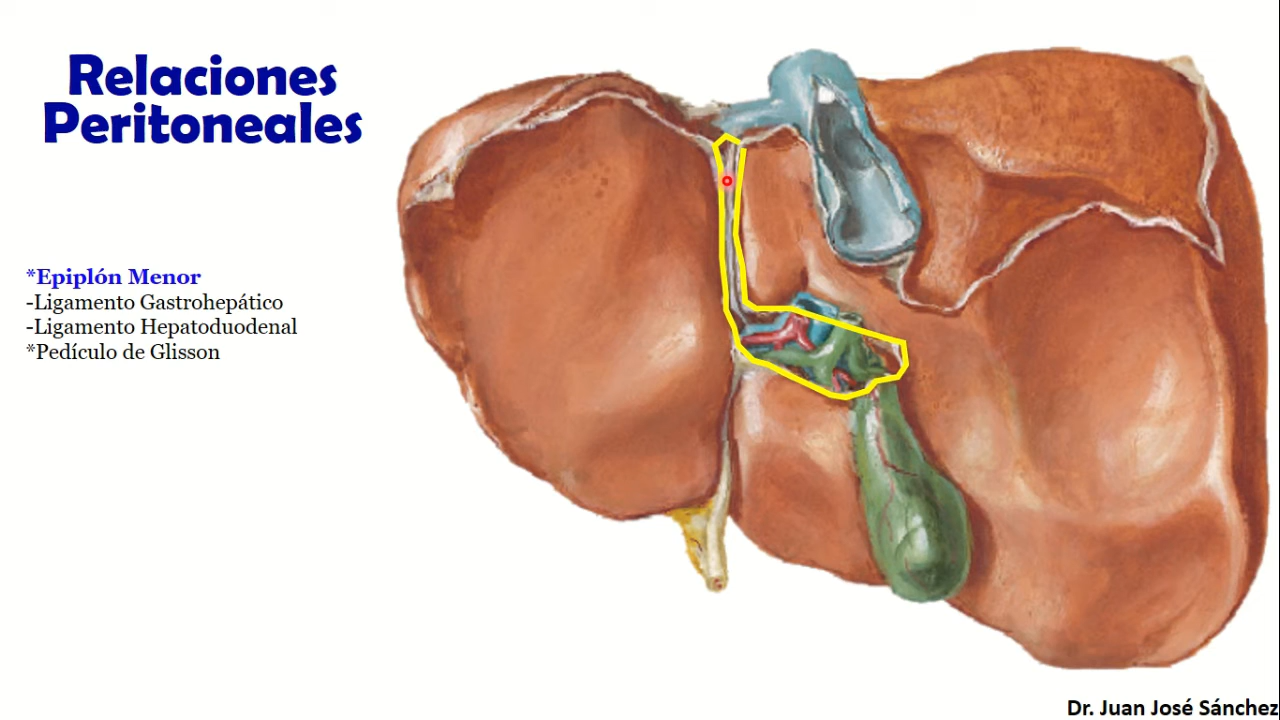 Relaciones
Peritoneales
*Epiplón Menor
-Ligamento Gastrohepático
-Ligamento Hepatoduodenal
*Pedículo de Glisson
Dr. Juan José Sánchez